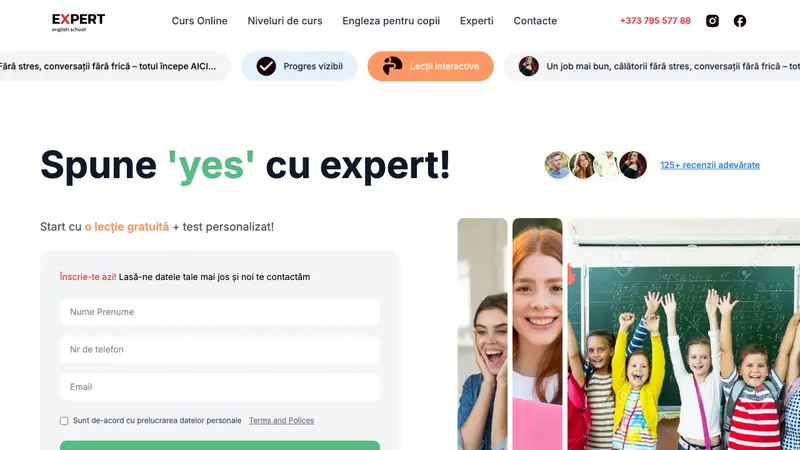 EXPERT
english school
Curs Online
Niveluri de curs
Engleza pentru copii
Experti
Contacte
+373 795 577 88
Fără stres, conversații fără frică – totul începe AICI...
Progres vizibil
Lecții interactive
Un job mai bun, călătorii fără stres, conversații fără frică – tot
Spune 'yes' cu expert!
125+ recenzii adevărate
Start cu o lecție gratuită + test personalizat!
Înscrie-te azi! Lasă-ne datele tale mai jos și noi te contactăm
Nume Prenume
Nr de telefon
Email
Sunt de-acord cu prelucrarea datelor personale
Terms and Polices